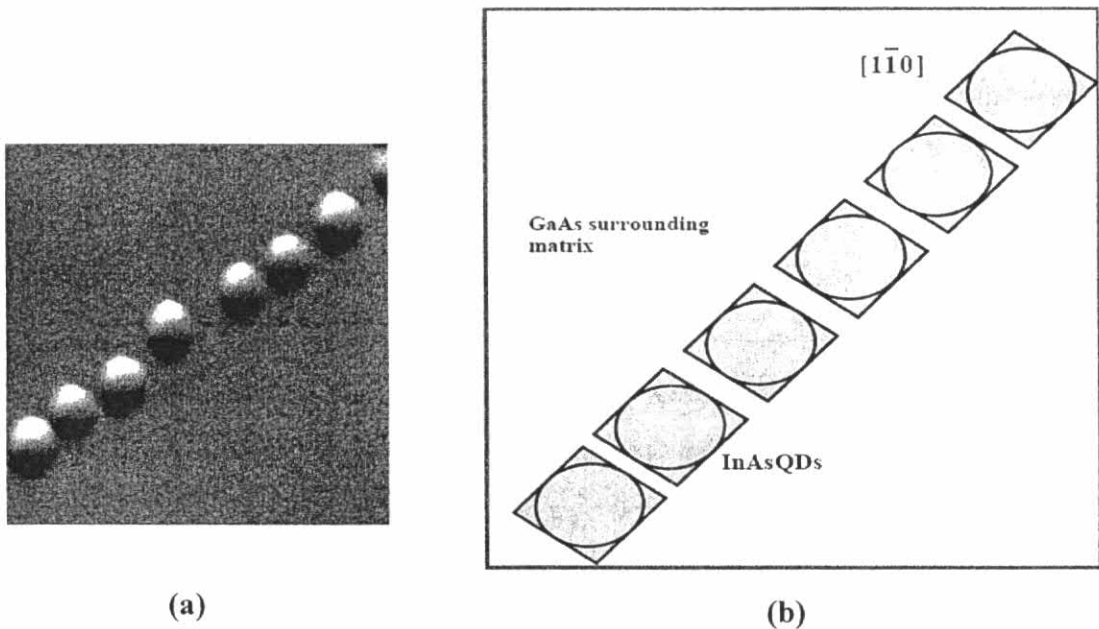 [11̄0]
GaAs surrounding
matrix
InAsQDs
(a)
(b)